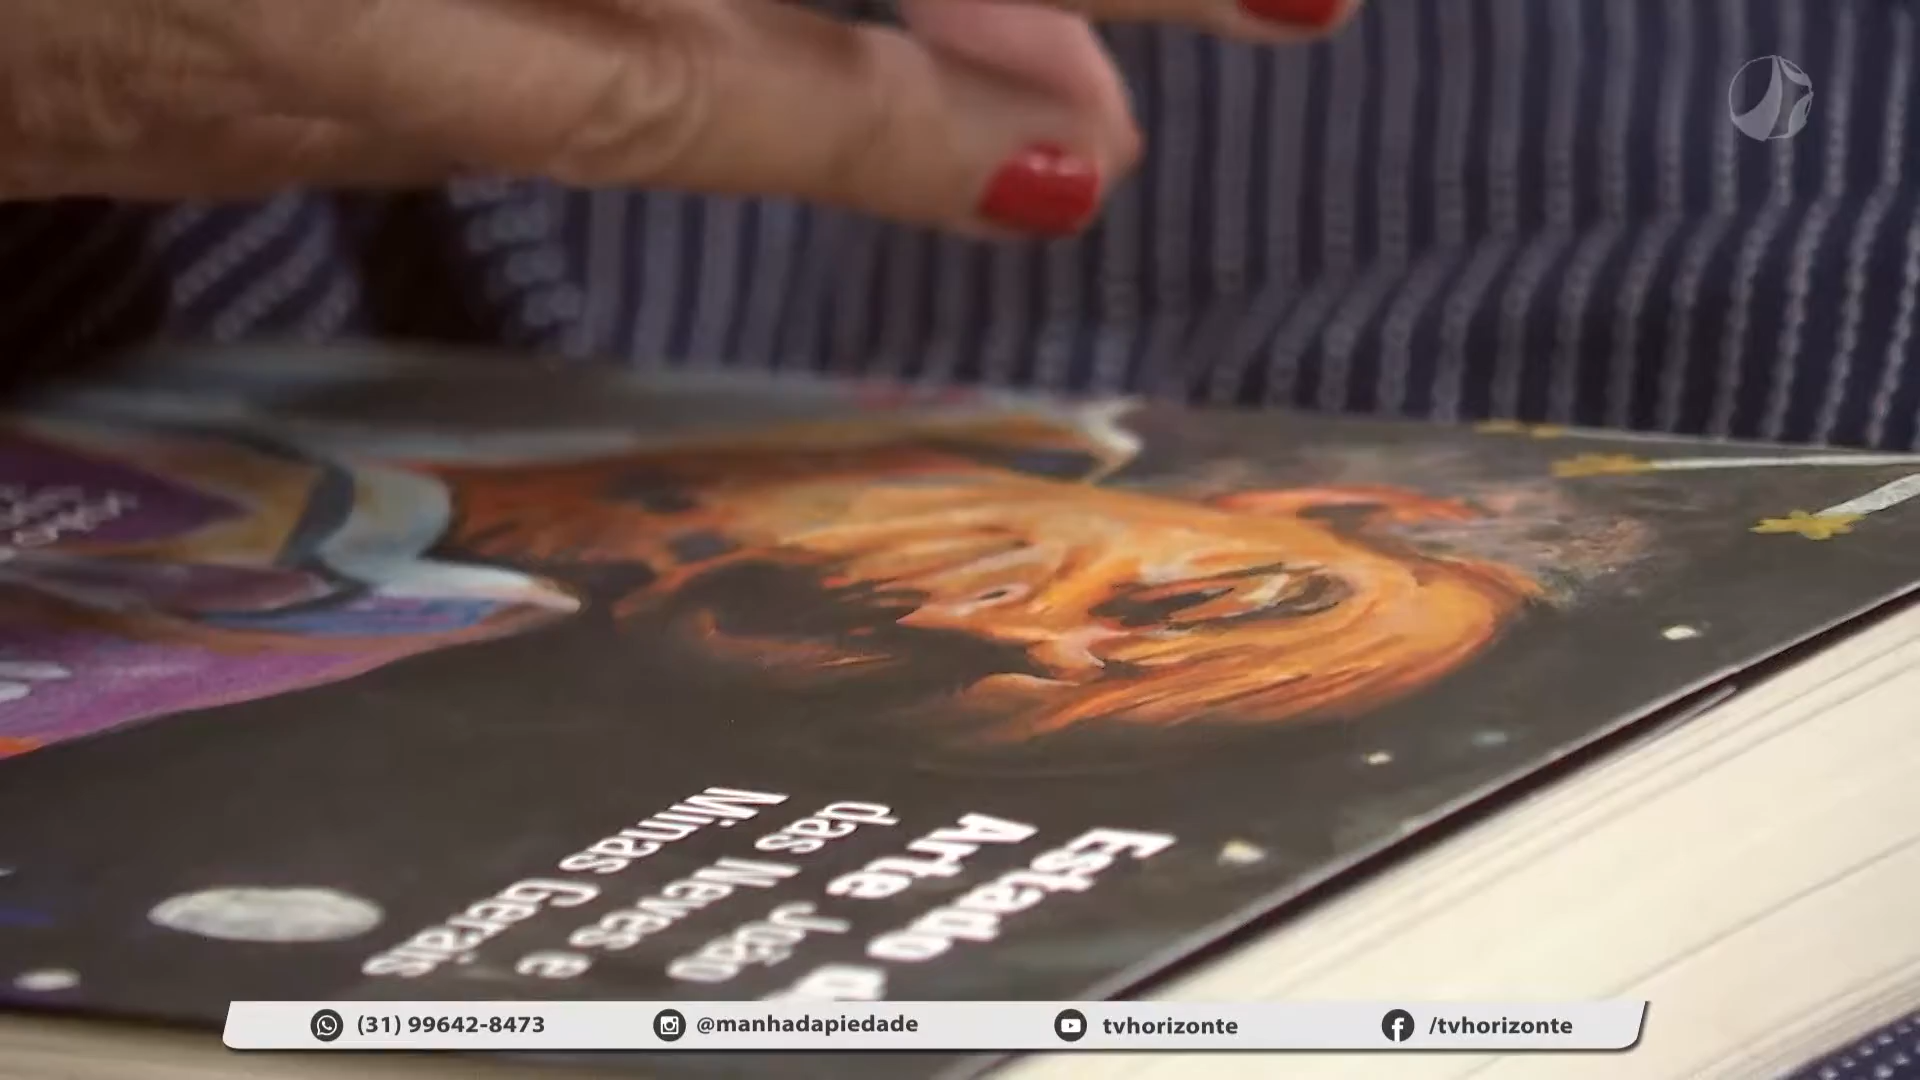 Estado
Arte João
das Neves e
Minas Gerais
(31) 99642-8473
@manhadapiedade
tvhorizonte
/tvhorizonte